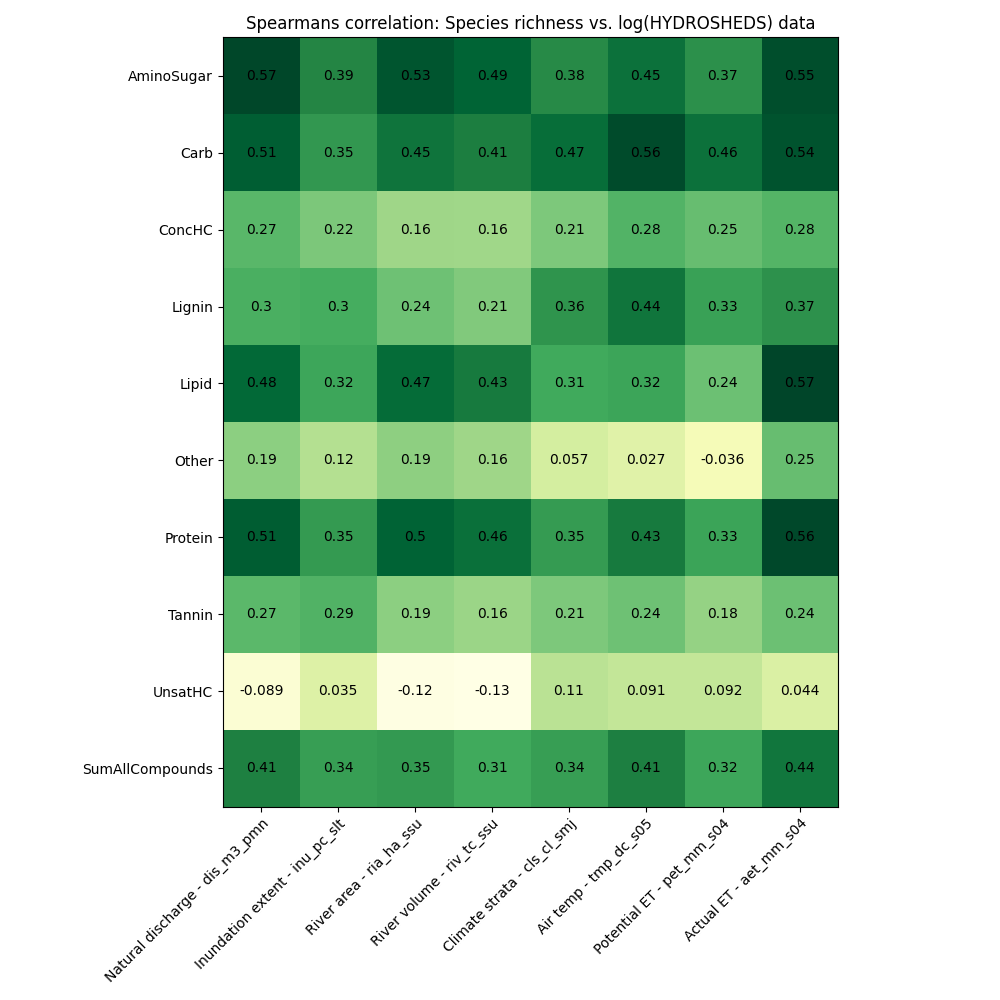 Spearmans correlation: Species richness vs. log(HYDROSHEDS) data
AminoSugar 0.57 0.39 0.53 0.49 0.38 0.45 0.37 0.55
Carb 0.51 0.35 0.45 0.41 0.47 0.56 0.46 0.54
ConcHC 0.27 0.22 0.16 0.16 0.21 0.28 0.25 0.28
Lignin 0.3 0.3 0.24 0.21 0.36 0.44 0.33 0.37
Lipid 0.48 0.32 0.47 0.43 0.31 0.32 0.24 0.57
Other 0.19 0.12 0.19 0.16 0.057 0.027 -0.036 0.25
Protein 0.51 0.35 0.5 0.46 0.35 0.43 0.33 0.56
Tannin 0.27 0.29 0.19 0.16 0.21 0.24 0.18 0.24
UnsatHC -0.089 0.035 -0.12 -0.13 0.11 0.091 0.092 0.044
SumAllCompounds 0.41 0.34 0.35 0.31 0.34 0.41 0.32 0.44
Natural discharge - dis_m3_pmn
Inundation extent - inu_pc_slt
River area - ria_ha_ssu
River volume - riv_tc_ssu
Climate strata - cls_cl_smj
Air temp - tmp_dc_s05
Potential ET - pet_mm_s04
Actual ET - aet_mm_s04